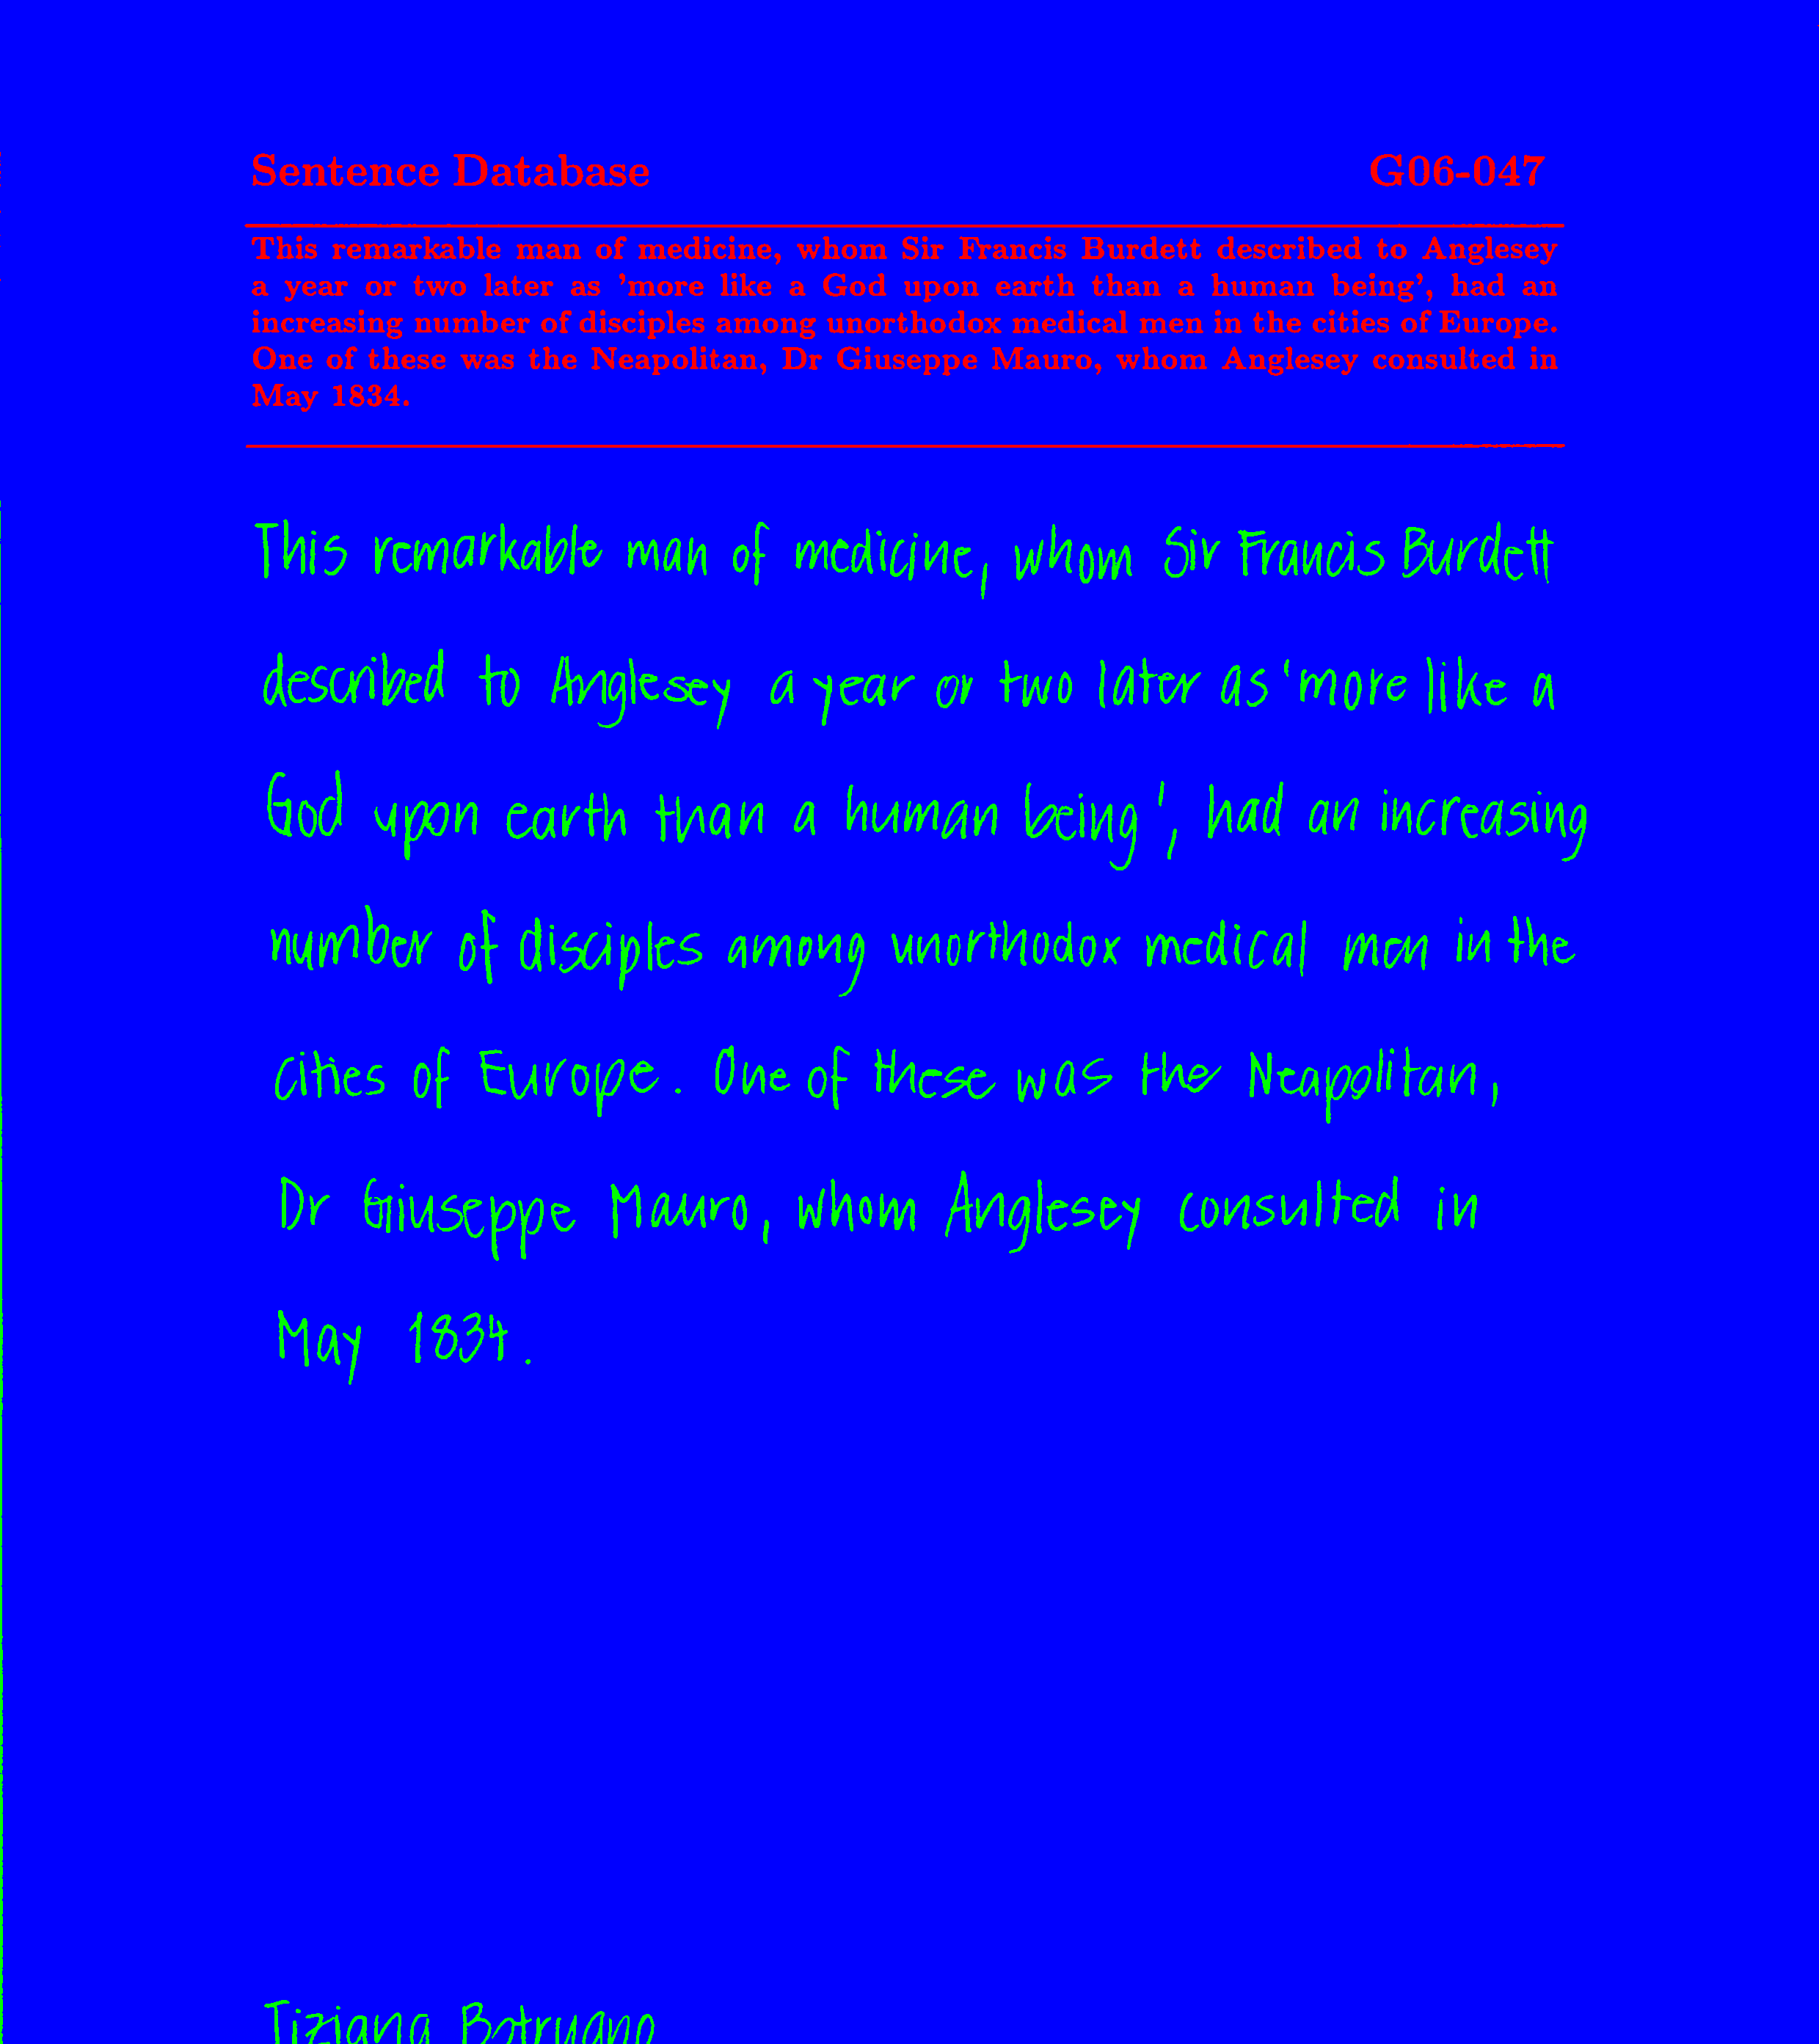 Sentence Database G06-047
This remarkable man of medicine, whom Sir Francis Burdett described to Anglesey
a year or two later as 'more like a God upon earth than a human being', had an
increasing number of disciples among unorthodox medical men in the cities of Europe.
One of these was the Neapolitan, Dr Giuseppe Mauro, whom Anglesey consulted in
May 1834.
This remarkable man of medicine, whom Sir Francis Burdett
described to Anglesey a year or two later as 'more like a
God upon earth than a human being', had an increasing
number of disciples among unorthodox medical men in the
cities of Europe. One of these was the Neapolitan,
Dr Giuseppe Mauro, whom Anglesey consulted in
May 1834.
Tiziana